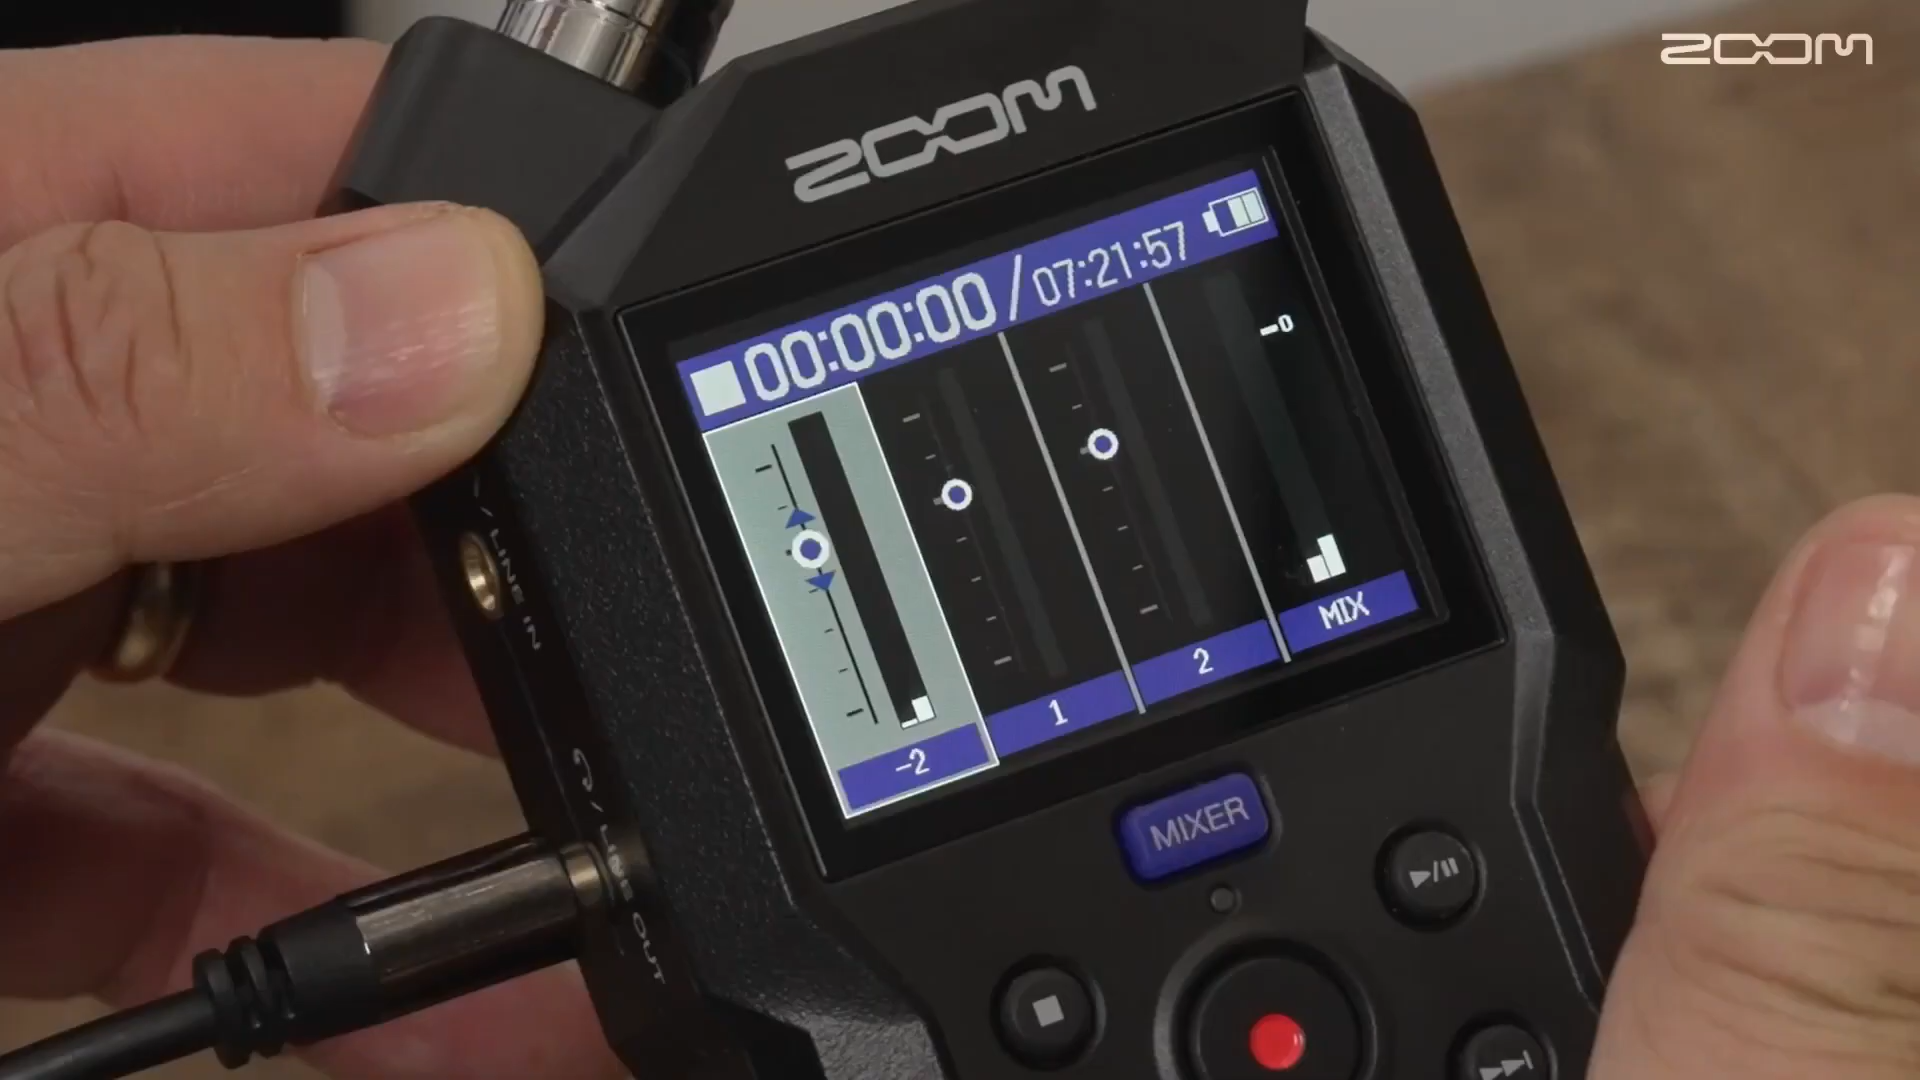 ZOOM
ZOOM
00:00:00/07:21:57
-0
-2
1
2
MIX
/ LINE IN
MIXER
/ LINE OUT